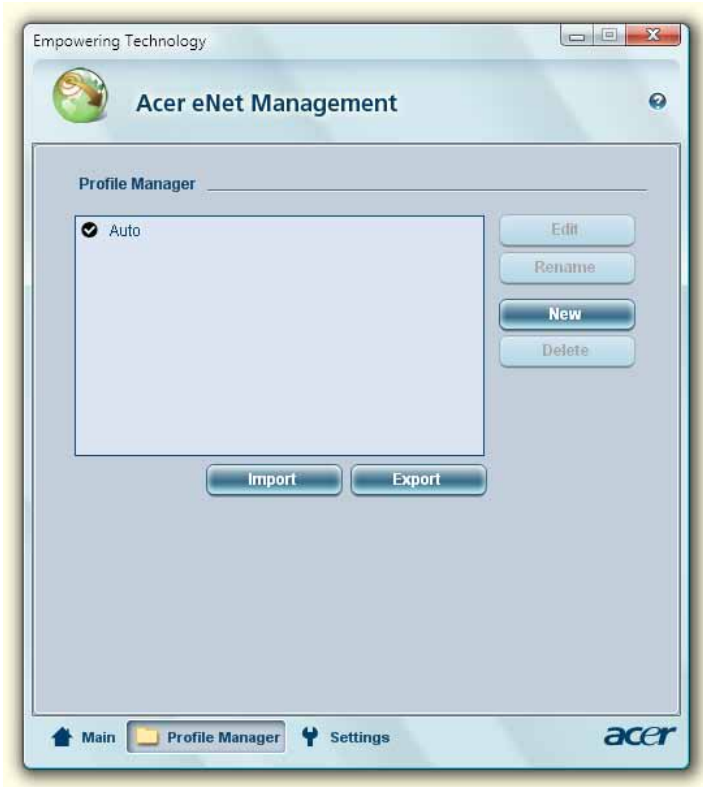 Empowering Technology
Acer eNet Management
Profile Manager
Auto
Edit
Rename
New
Delete
Import Export
Main Profile Manager Settings acer